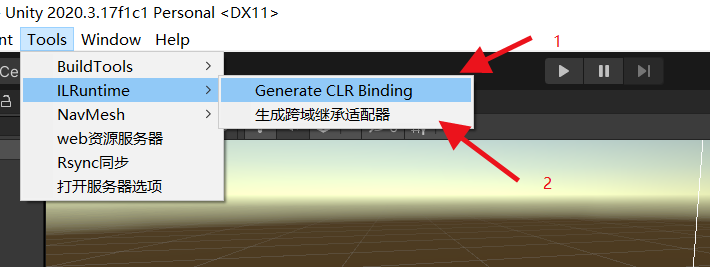 Unity 2020.3.17f1c1 Personal <DX11>
nt Tools Window Help
1
BuildTools
Ce
ILRuntime > Generate CLR Binding
NavMesh > 生成跨域继承适配器
web资源服务器
Rsync同步
2
打开服务器选项